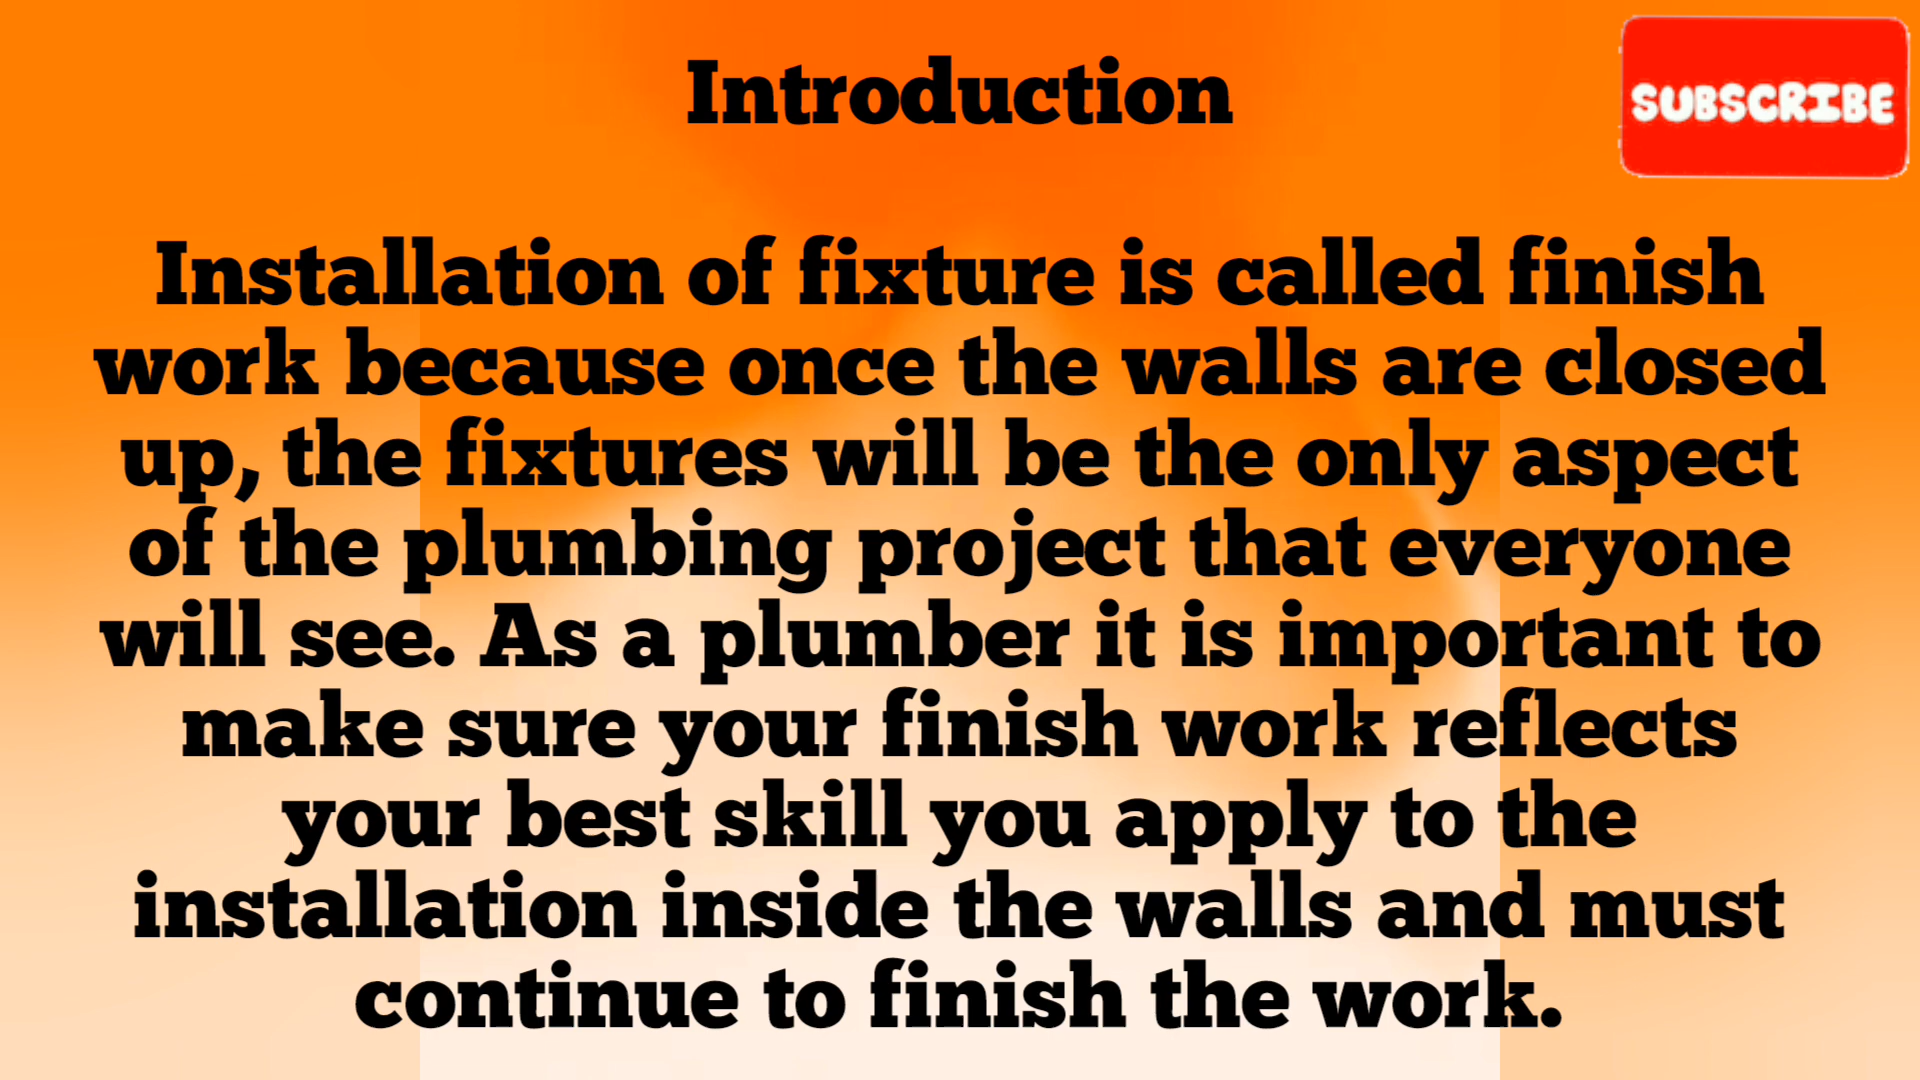 Introduction
SUBSCRIBE
Installation of fixture is called finish
work because once the walls are closed
up, the fixtures will be the only aspect
of the plumbing project that everyone
will see. As a plumber it is important to
make sure your finish work reflects
your best skill you apply to the
installation inside the walls and must
continue to finish the work.